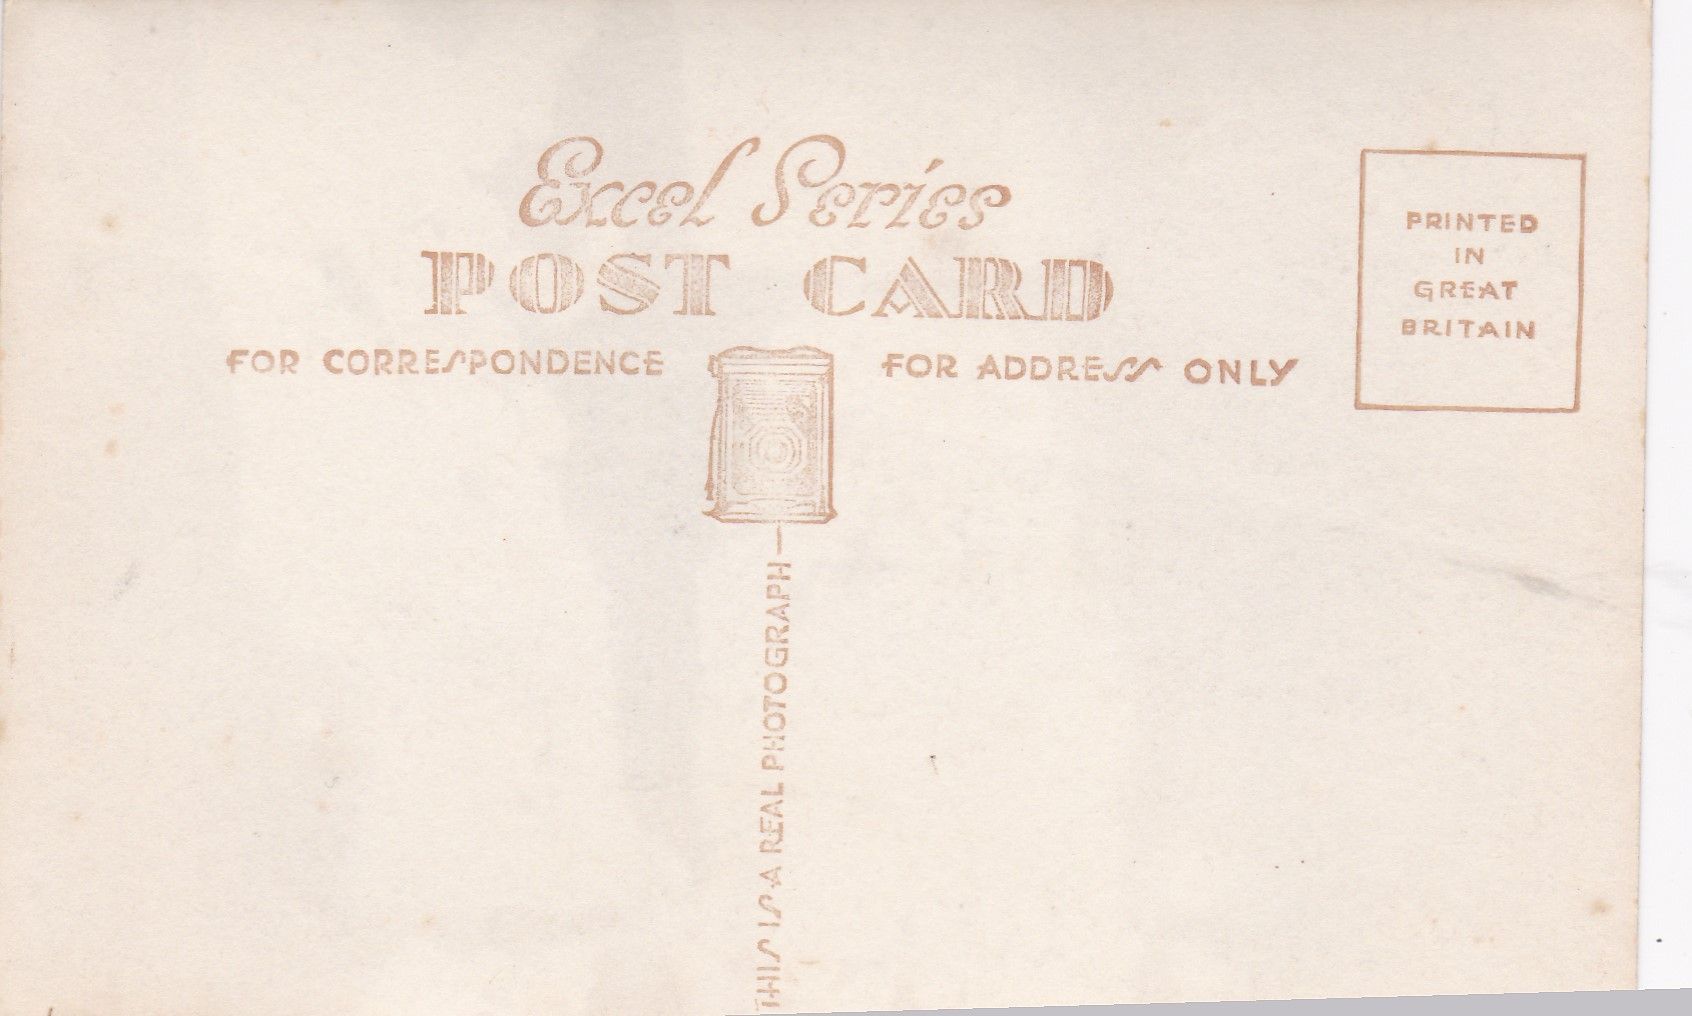 Excel Series
POST CARD
FOR CORRESPONDENCE
FOR ADDRESS ONLY
PRINTED
IN
GREAT
BRITAIN
THIS IS A REAL PHOTOGRAPH